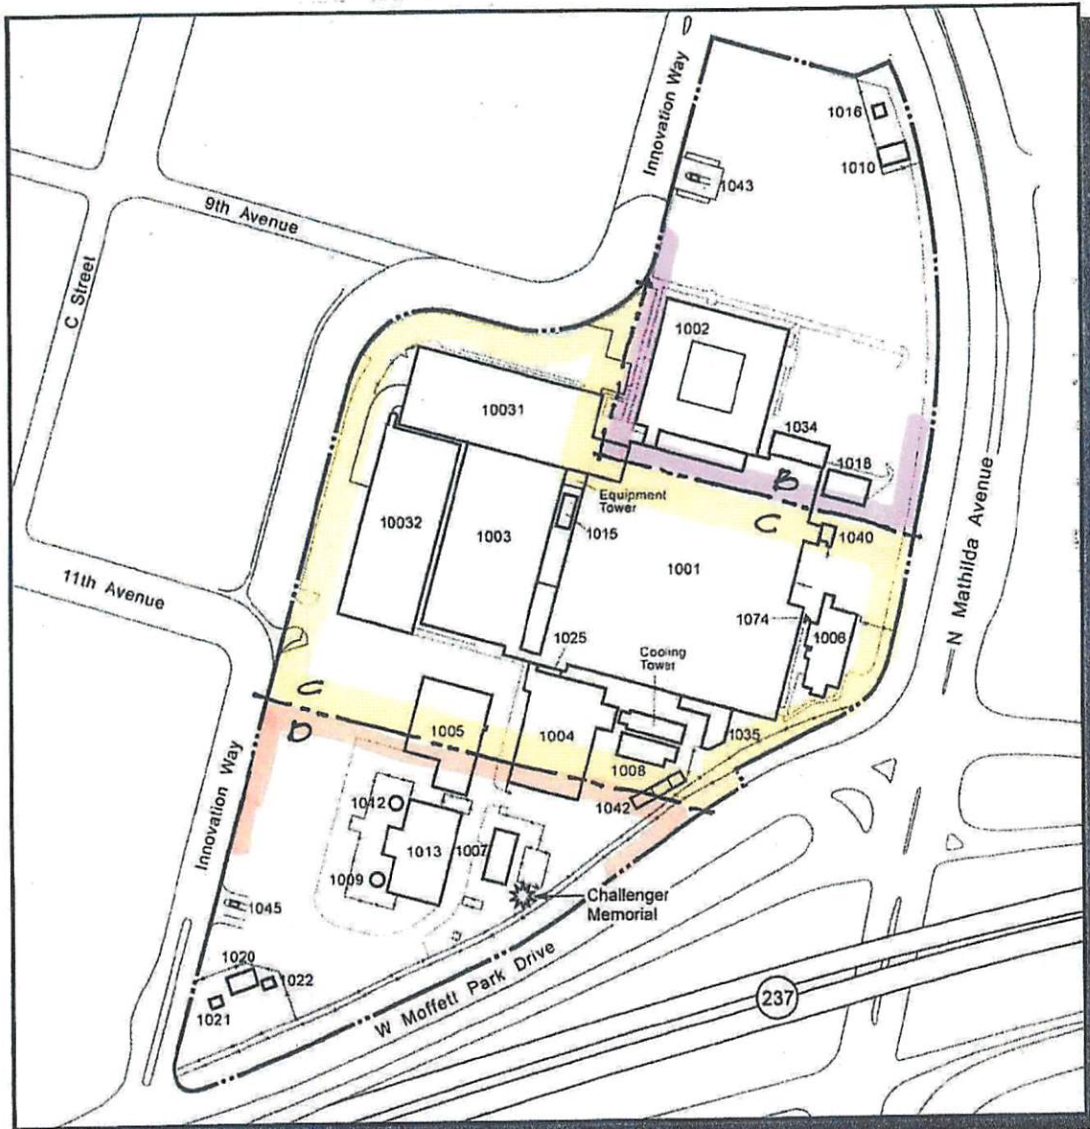 D
Innovation Way
1016
1010
1043
9th Avenue
C Street
1002
10031
1034
1018
B
Equipment
Tower
C
10032
1003
1015
1040
N Mathilda Avenue
1001
11th Avenue
1074
1006
1025
Cooling
Tower
C
1005
1004
1035
D
1008
1042
Innovation Way
1012
1013
1007
1009
Challenger
Memorial
1045
1020
1022
W Moffett Park Drive
237
1021